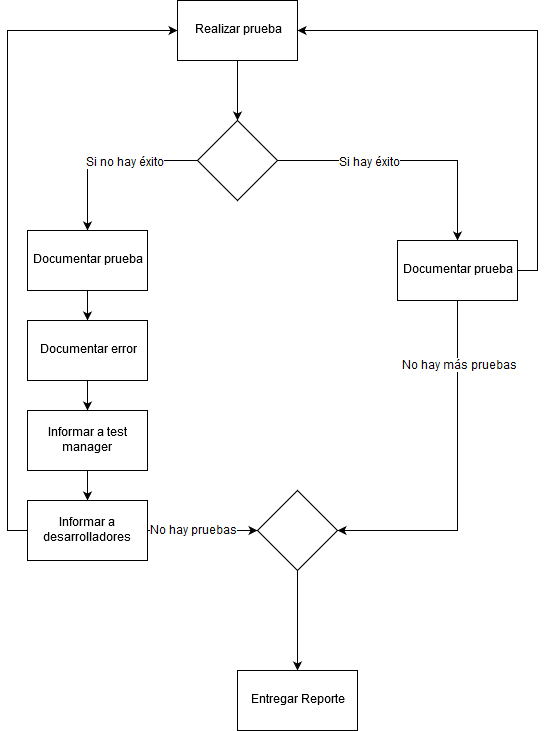 Realizar prueba
Si no hay éxito
Si hay éxito
Documentar prueba
Documentar prueba
Documentar error
No hay más pruebas
Informar a test
manager
Informar a
desarrolladores
No hay pruebas
Entregar Reporte